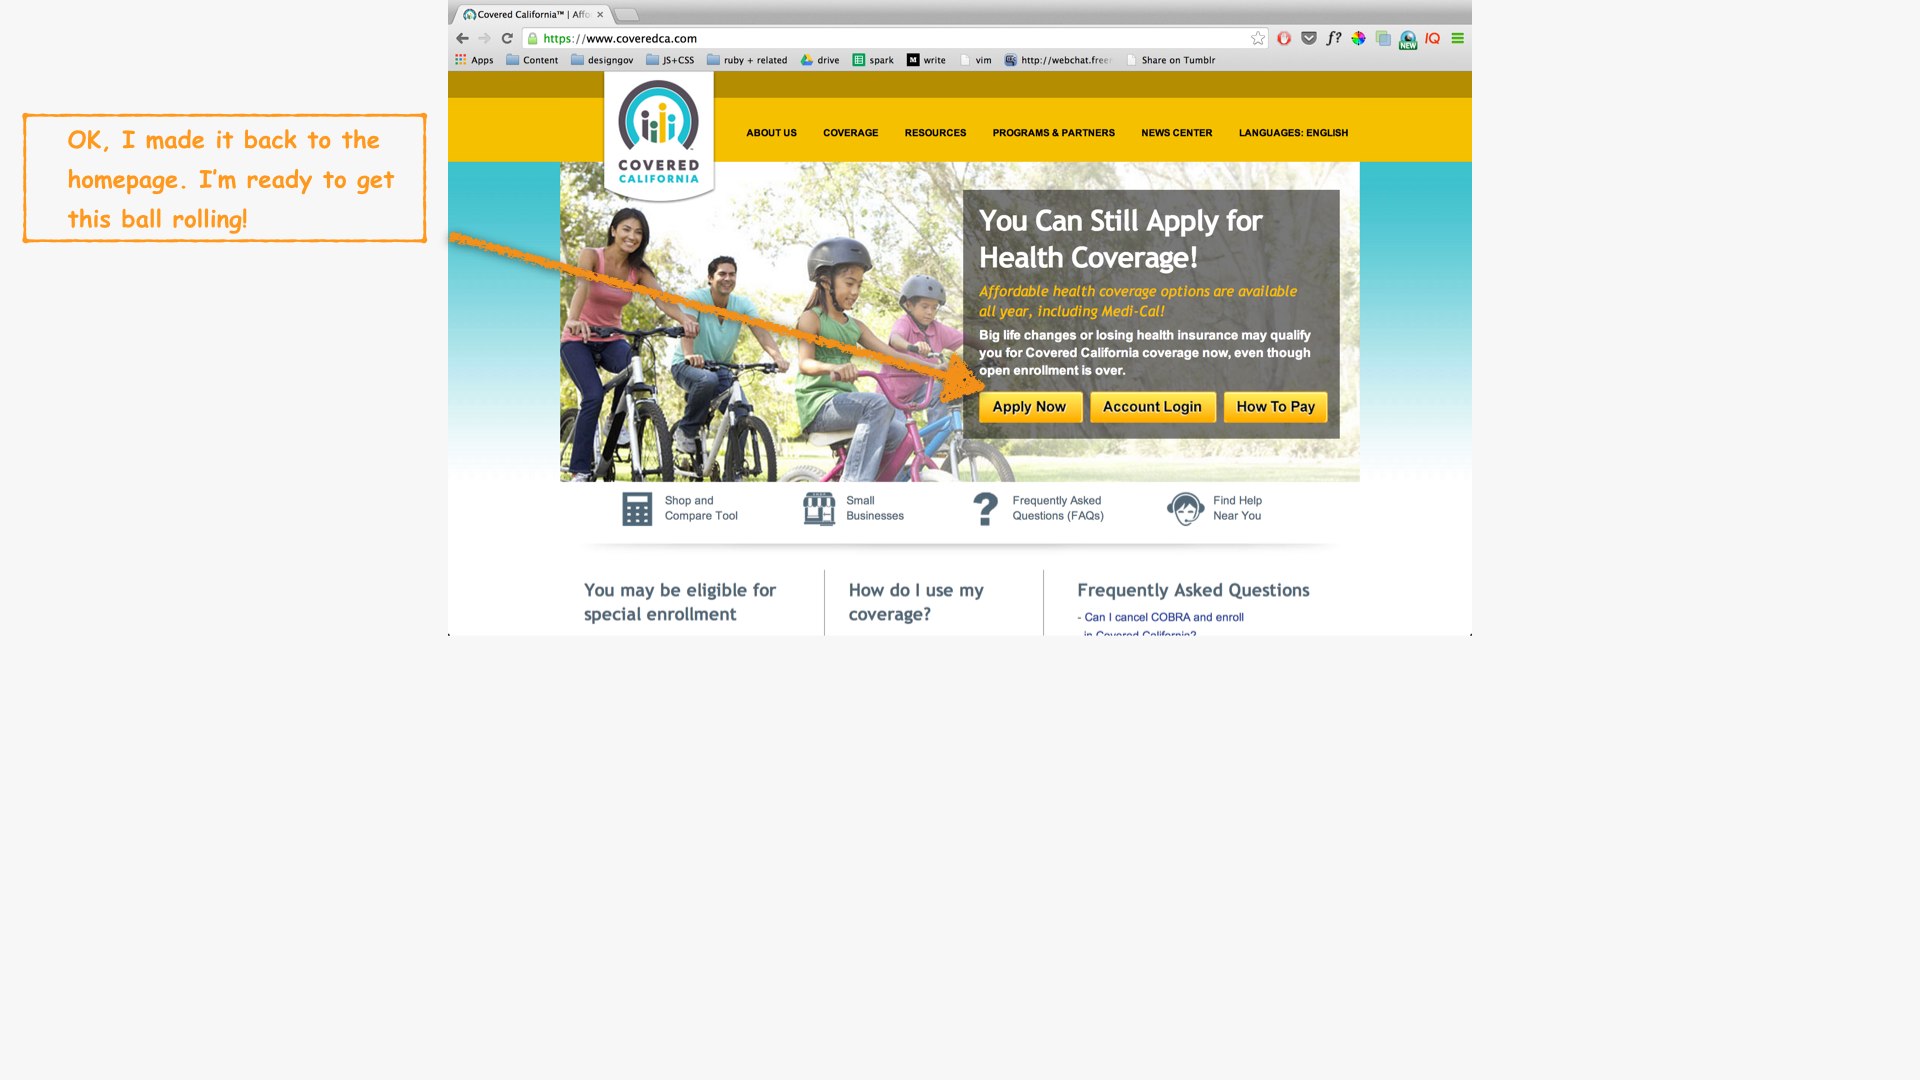 OK, I made it back to the
homepage. I'm ready to get
this ball rolling!
Covered California™ | Affo
https://www.coveredca.com
f?
NEW
IQ
Apps
Content
designgov
JS+CSS
ruby + related
drive
spark
M
write
vim
http://webchat.free
Share on Tumblr
COVERED
CALIFORNIA
ABOUT US
COVERAGE
RESOURCES
PROGRAMS & PARTNERS
NEWS CENTER
LANGUAGES: ENGLISH
You Can Still Apply for
Health Coverage!
Affordable health coverage options are available
all year, including Medi-Cal!
Big life changes or losing health insurance may qualify
you for Covered California coverage now, even though
open enrollment is over.
Apply Now
Account Login
How To Pay
Shop and
Compare Tool
Small
Businesses
Frequently Asked
Questions (FAQs)
Find Help
Near You
You may be eligible for
special enrollment
How do I use my
coverage?
Frequently Asked Questions
- Can I cancel COBRA and enroll
in Covered California?